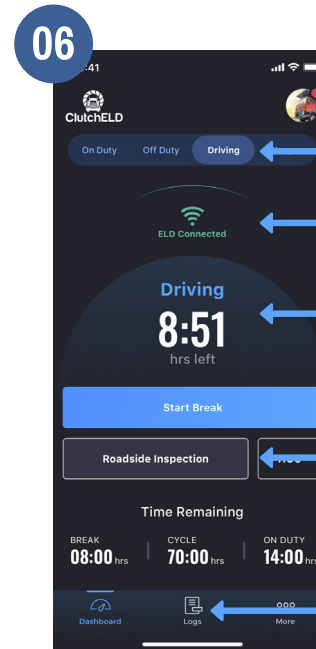 06
:41
ClutchELD
On Duty Off Duty Driving
ELD Connected
Driving
8:51
hrs left
Start Break
Roadside Inspection
Time Remaining
BREAK CYCLE ON DUTY
08:00 hrs 70:00 hrs 14:00 hrs
Dashboard Logs More